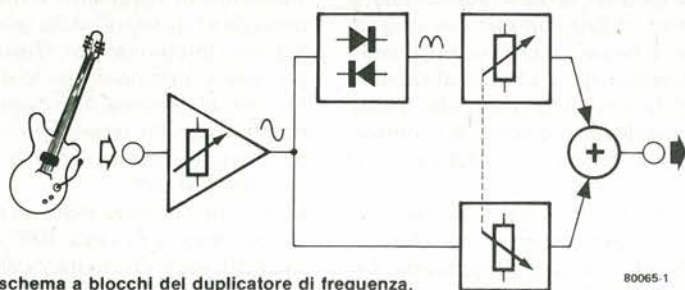 80065-1
schema a blocchi del duplicatore di frequenza.